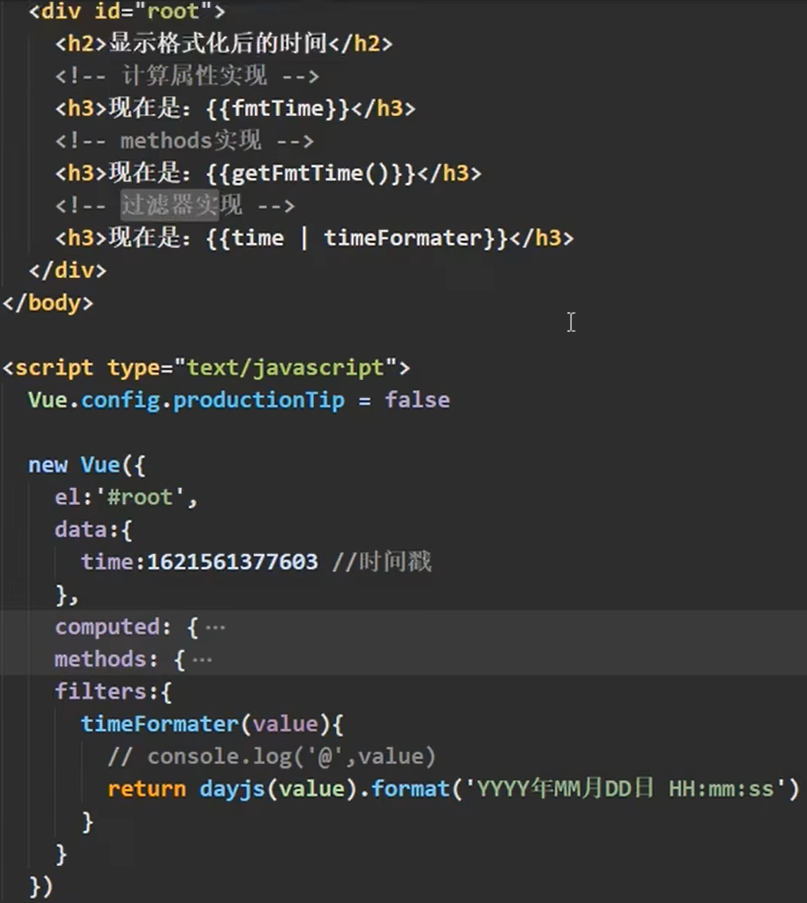 <div id="root">
<h2>显示格式化后的时间</h2>
<!-- 计算属性实现 -->
<h3>现在是：{{fmtTime}}</h3>
<!-- methods实现 -->
<h3>现在是：{{getFmtTime()}}</h3>
<!-- 过滤器实现 -->
<h3>现在是：{{time | timeFormater}}</h3>
</div>
</body>
<script type="text/javascript">
Vue.config.productionTip = false
new Vue({
el:'#root',
data:{
time:1621561377603 //时间戳
},
computed: {···
methods: {···
filters:{
timeFormater(value){
// console.log('@',value)
return dayjs(value).format('YYYY年MM月DD日 HH:mm:ss')
}
}
})